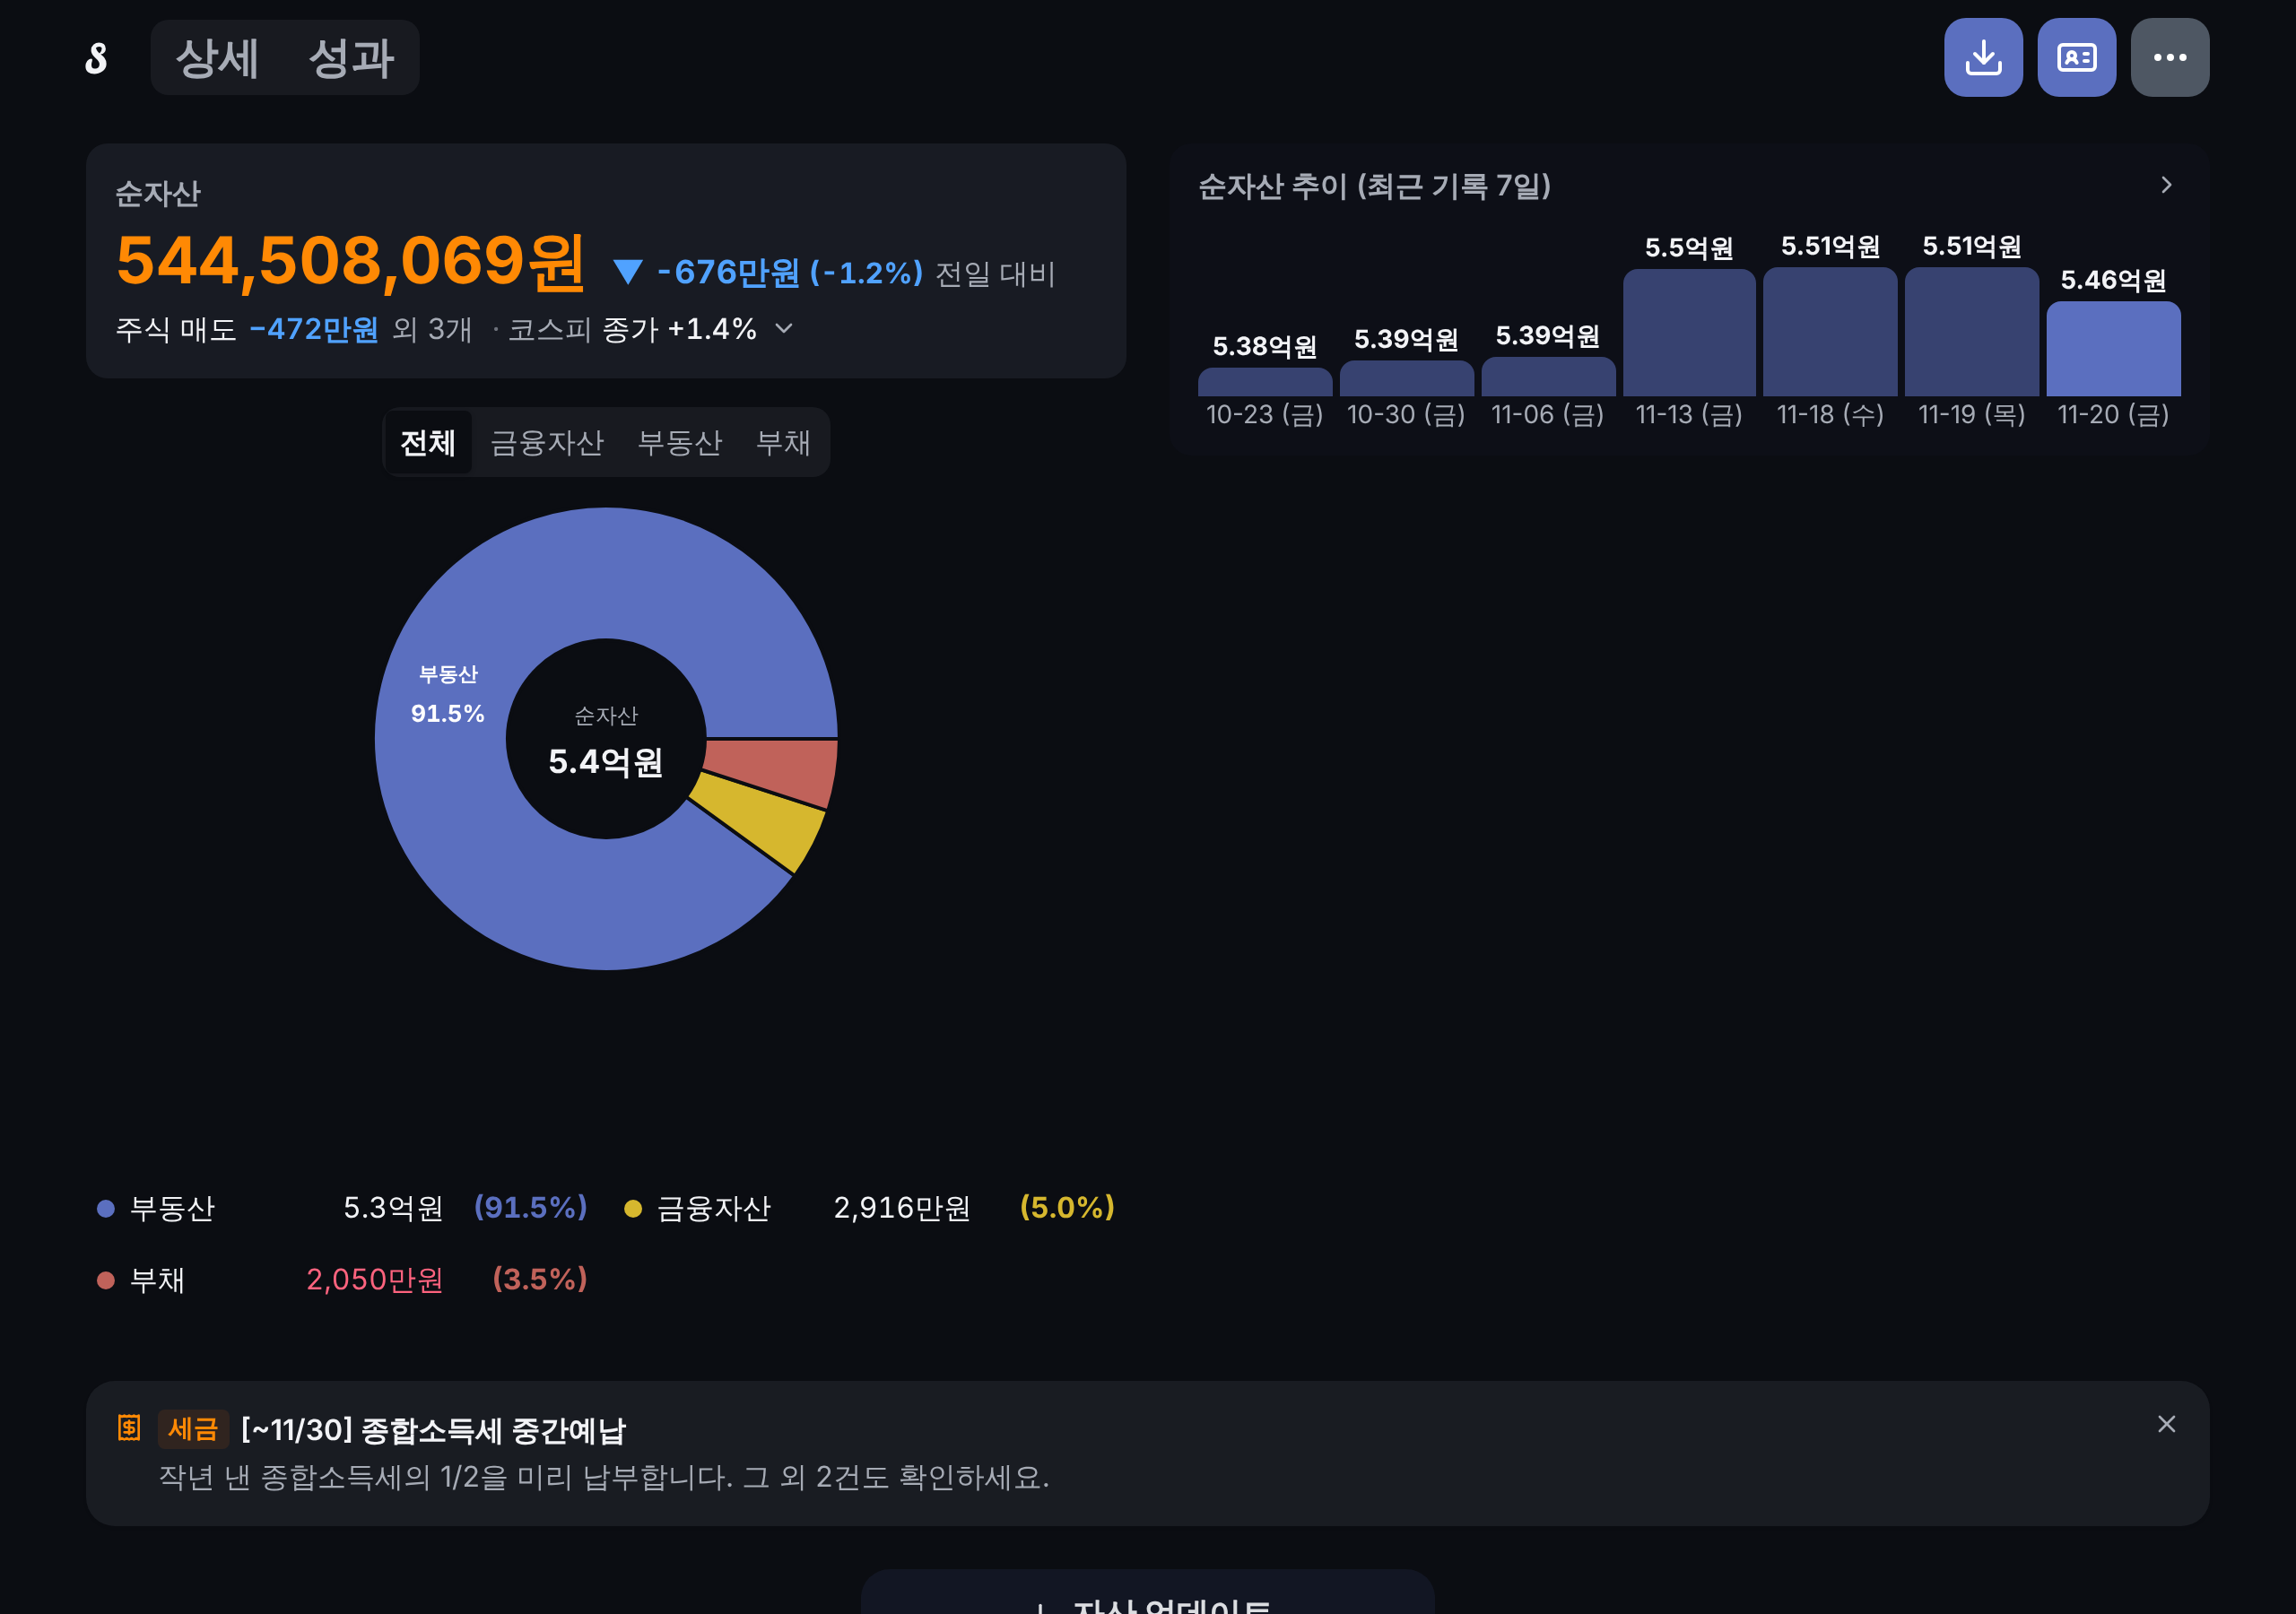 S 상세 성과
순자산
544,508,069원 ▼ -676만원 (-1.2%) 전일 대비
주식 매도 -472만원 외 3개 · 코스피 종가 +1.4%
순자산 추이 (최근 기록 7일)
5.38억원 5.39억원 5.39억원 5.5억원 5.51억원 5.51억원 5.46억원
10-23 (금) 10-30 (금) 11-06 (금) 11-13 (금) 11-18 (수) 11-19 (목) 11-20 (금)
전체 금융자산 부동산 부채
부동산
91.5%
순자산
5.4억원
부동산 5.3억원 (91.5%) 금융자산 2,916만원 (5.0%)
부채 2,050만원 (3.5%)
세금 [~11/30] 종합소득세 중간예납
작년 낸 종합소득세의 1/2을 미리 납부합니다. 그 외 2건도 확인하세요.
자산 업데이트